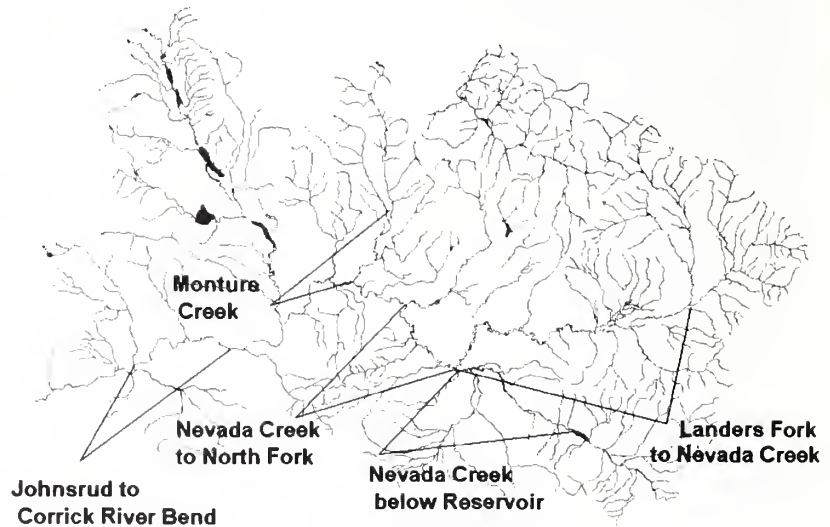 Monture
Creek
Nevada Creek
to North Fork
Landers Fork
to Nevada Creek
Nevada Creek
below Reservoir
Johnsrud to
Corrick River Bend